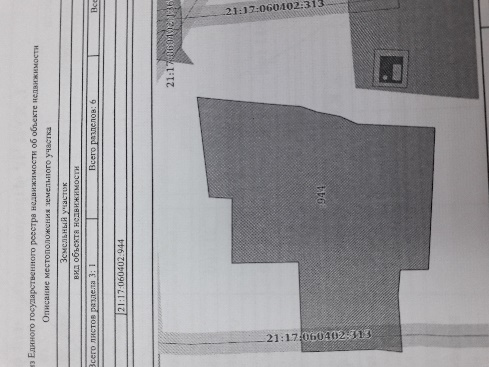 из Единого государственного реестра недвижимости об объекте недвижимости
Описание местоположения земельного участка
Земельный участок
вид объекта недвижимости
Всего листов раздела 3: 1
Всего разделов: 6
21:17:060402:944
21:17:060402:313
944
21:17:060402:313